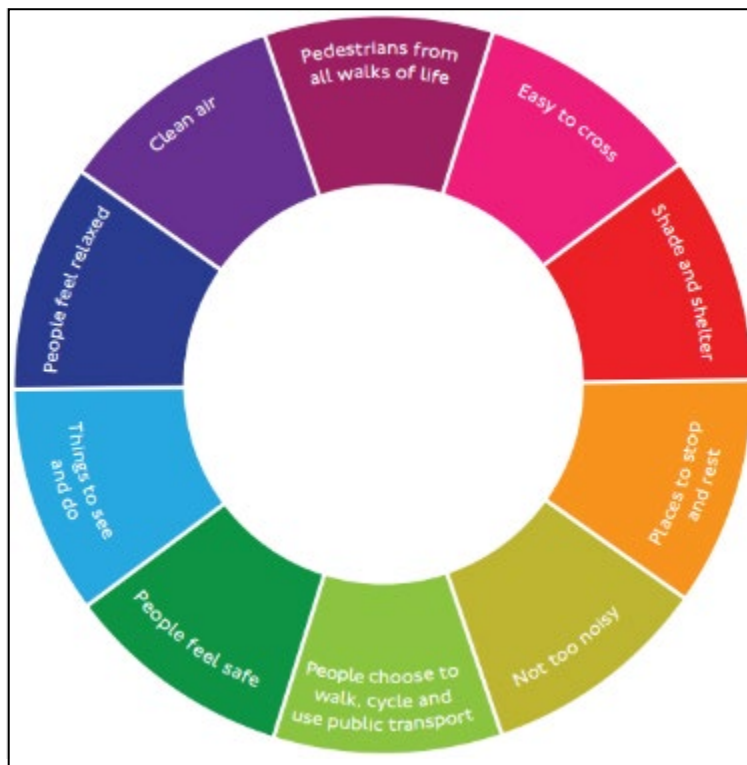 Pedestrians from
all walks of life
Easy to cross
Shade and shelter
Places to stop
and rest
Not too noisy
People choose to
walk, cycle and
use public transport
People feel safe
Things to see
and do
People feel relaxed
Clean air